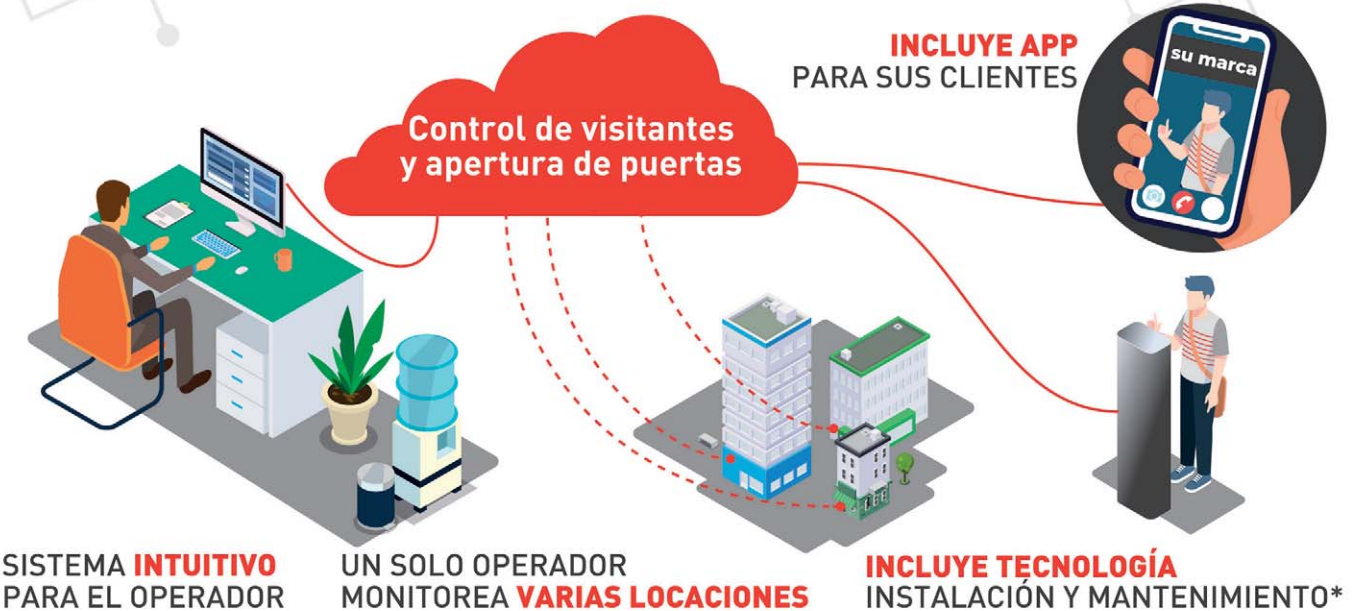 INCLUYE APP
PARA SUS CLIENTES
su marca
Control de visitantes
y apertura de puertas
SISTEMA INTUITIVO
PARA EL OPERADOR
UN SOLO OPERADOR
MONITOREA VARIAS LOCACIONES
INCLUYE TECNOLOGÍA
INSTALACIÓN Y MANTENIMIENTO*